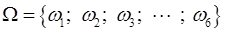 Ω = {ω₁; ω₂; ω₃; ⋯ ; ω₆}